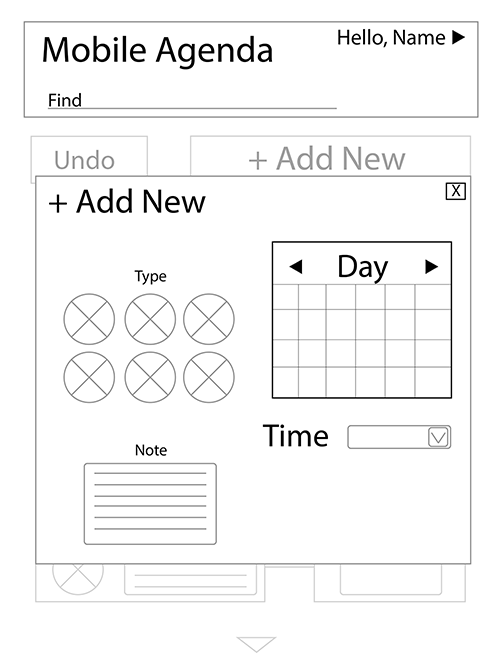 Mobile Agenda
Hello, Name
Find
Undo
+ Add New
+ Add New
X
Type
Day
Time
Note